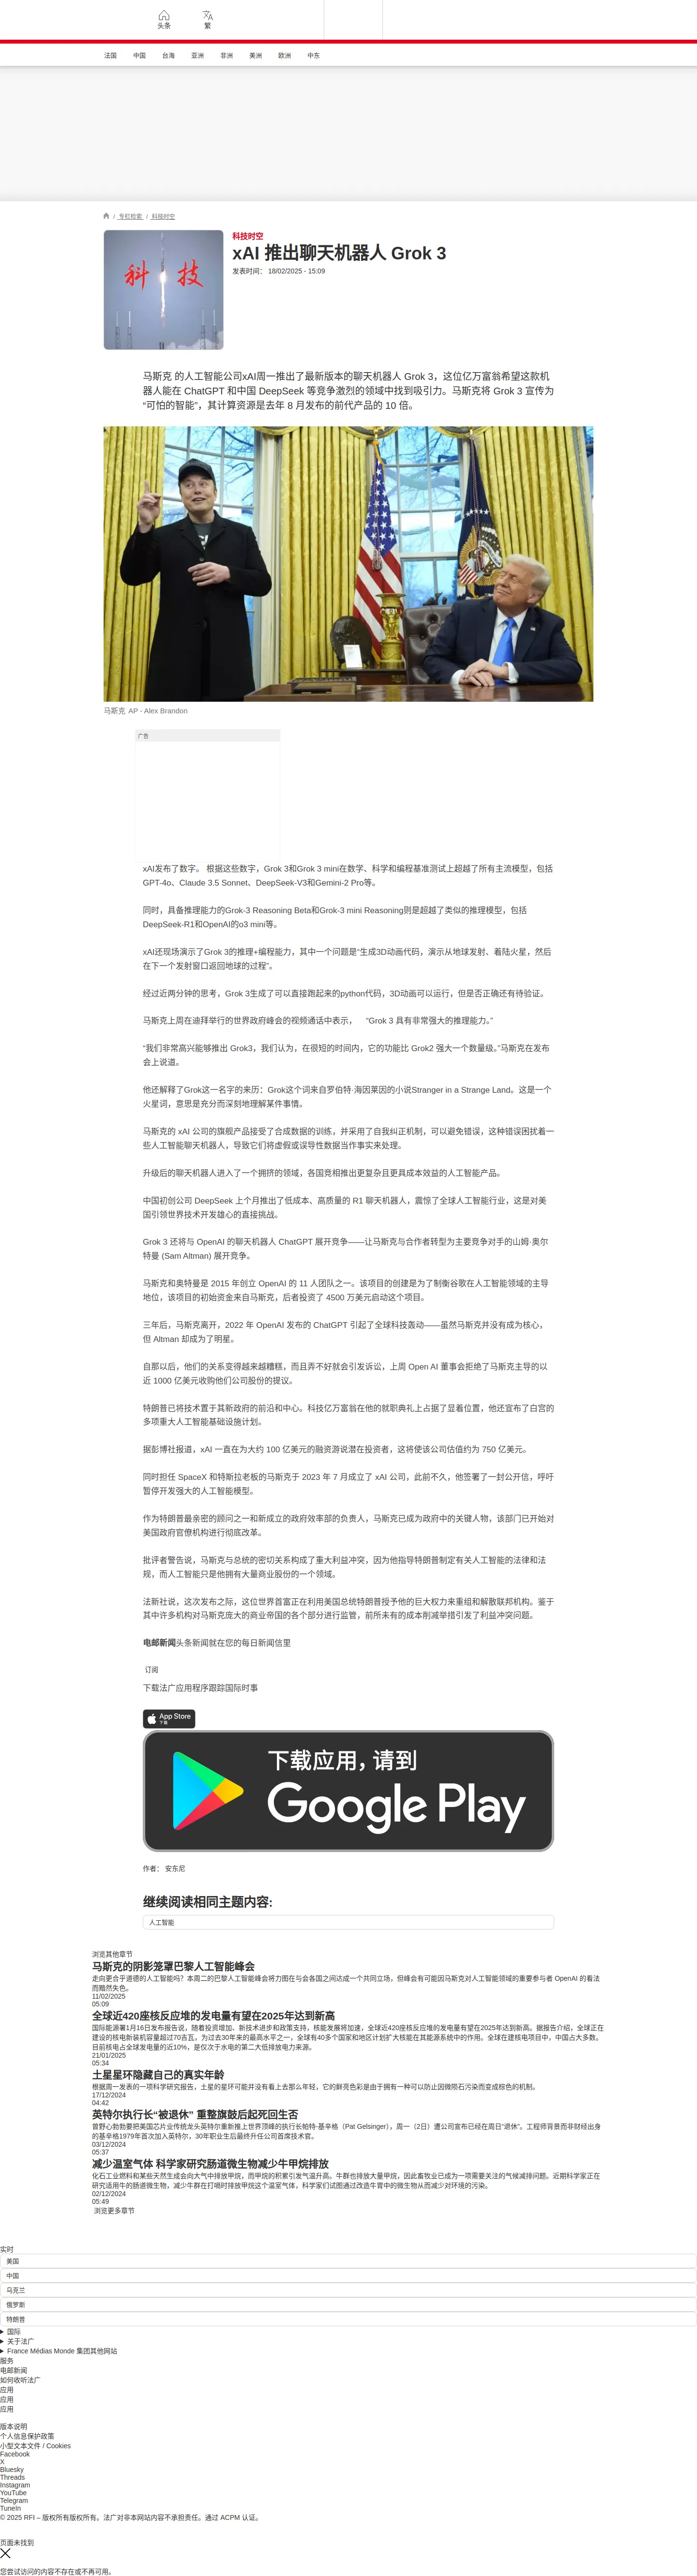 头条
繁
法国
中国
台海
亚洲
非洲
美洲
欧洲
中东
/ 专栏检索 / 科技时空
科技
科技时空
xAI 推出聊天机器人 Grok 3
发表时间： 18/02/2025 - 15:09
马斯克 的人工智能公司xAI周一推出了最新版本的聊天机器人 Grok 3，这位亿万富翁希望这款机
器人能在 ChatGPT 和中国 DeepSeek 等竞争激烈的领域中找到吸引力。马斯克将 Grok 3 宣传为
“可怕的智能”，其计算资源是去年 8 月发布的前代产品的 10 倍。
马斯克 AP - Alex Brandon
广告
xAI发布了数字。 根据这些数字，Grok 3和Grok 3 mini在数学、科学和编程基准测试上超越了所有主流模型，包括
GPT-4o、Claude 3.5 Sonnet、DeepSeek-V3和Gemini-2 Pro等。
同时，具备推理能力的Grok-3 Reasoning Beta和Grok-3 mini Reasoning则是超越了类似的推理模型，包括
DeepSeek-R1和OpenAI的o3 mini等。
xAI还现场演示了Grok 3的推理+编程能力，其中一个问题是“生成3D动画代码，演示从地球发射、着陆火星，然后
在下一个发射窗口返回地球的过程”。
经过近两分钟的思考，Grok 3生成了可以直接跑起来的python代码，3D动画可以运行，但是否正确还有待验证。
马斯克上周在迪拜举行的世界政府峰会的视频通话中表示， “Grok 3 具有非常强大的推理能力。”
“我们非常高兴能够推出 Grok3，我们认为，在很短的时间内，它的功能比 Grok2 强大一个数量级。”马斯克在发布
会上说道。
他还解释了Grok这一名字的来历：Grok这个词来自罗伯特·海因莱因的小说Stranger in a Strange Land。这是一个
火星词，意思是充分而深刻地理解某件事情。
马斯克的 xAI 公司的旗舰产品接受了合成数据的训练，并采用了自我纠正机制，可以避免错误，这种错误困扰着一
些人工智能聊天机器人，导致它们将虚假或误导性数据当作事实来处理。
升级后的聊天机器人进入了一个拥挤的领域，各国竞相推出更复杂且更具成本效益的人工智能产品。
中国初创公司 DeepSeek 上个月推出了低成本、高质量的 R1 聊天机器人，震惊了全球人工智能行业，这是对美
国引领世界技术开发雄心的直接挑战。
Grok 3 还将与 OpenAI 的聊天机器人 ChatGPT 展开竞争——让马斯克与合作者转型为主要竞争对手的山姆·奥尔
特曼 (Sam Altman) 展开竞争。
马斯克和奥特曼是 2015 年创立 OpenAI 的 11 人团队之一。该项目的创建是为了制衡谷歌在人工智能领域的主导
地位，该项目的初始资金来自马斯克，后者投资了 4500 万美元启动这个项目。
三年后，马斯克离开，2022 年 OpenAI 发布的 ChatGPT 引起了全球科技轰动——虽然马斯克并没有成为核心，
但 Altman 却成为了明星。
自那以后，他们的关系变得越来越糟糕，而且弄不好就会引发诉讼，上周 Open AI 董事会拒绝了马斯克主导的以
近 1000 亿美元收购他们公司股份的提议。
特朗普已将技术置于其新政府的前沿和中心。科技亿万富翁在他的就职典礼上占据了显着位置，他还宣布了白宫的
多项重大人工智能基础设施计划。
据彭博社报道，xAI 一直在为大约 100 亿美元的融资游说潜在投资者，这将使该公司估值约为 750 亿美元。
同时担任 SpaceX 和特斯拉老板的马斯克于 2023 年 7 月成立了 xAI 公司，此前不久，他签署了一封公开信，呼吁
暂停开发强大的人工智能模型。
作为特朗普最亲密的顾问之一和新成立的政府效率部的负责人，马斯克已成为政府中的关键人物，该部门已开始对
美国政府官僚机构进行彻底改革。
批评者警告说，马斯克与总统的密切关系构成了重大利益冲突，因为他指导特朗普制定有关人工智能的法律和法
规，而人工智能只是他拥有大量商业股份的一个领域。
法新社说，这次发布之际，这位世界首富正在利用美国总统特朗普授予他的巨大权力来重组和解散联邦机构。鉴于
其中许多机构对马斯克庞大的商业帝国的各个部分进行监管，前所未有的成本削减举措引发了利益冲突问题。
电邮新闻头条新闻就在您的每日新闻信里
订阅
下载法广应用程序跟踪国际时事
App Store
下载
下载应用，请到
Google Play
作者： 安东尼
继续阅读相同主题内容:
人工智能
浏览其他章节
马斯克的阴影笼罩巴黎人工智能峰会
走向更合乎道德的人工智能吗？本周二的巴黎人工智能峰会将力图在与会各国之间达成一个共同立场，但峰会有可能因马斯克对人工智能领域的重要参与者 OpenAI 的看法
而黯然失色。
11/02/2025
05:09
全球近420座核反应堆的发电量有望在2025年达到新高
国际能源署1月16日发布报告说，随着投资增加、新技术进步和政策支持，核能发展将加速，全球近420座核反应堆的发电量有望在2025年达到新高。据报告介绍，全球正在
建设的核电新装机容量超过70吉瓦，为过去30年来的最高水平之一，全球有40多个国家和地区计划扩大核能在其能源系统中的作用。全球在建核电项目中，中国占大多数。
目前核电占全球发电量的近10%，是仅次于水电的第二大低排放电力来源。
21/01/2025
05:34
土星星环隐藏自己的真实年龄
根据周一发表的一项科学研究报告，土星的星环可能并没有看上去那么年轻，它的鲜亮色彩是由于拥有一种可以防止因微陨石污染而变成棕色的机制。
17/12/2024
04:42
英特尔执行长“被退休” 重整旗鼓后起死回生否
曾野心勃勃要把美国芯片业传统龙头英特尔重新推上世界顶峰的执行长帕特·基辛格（Pat Gelsinger），周一（2日）遭公司宣布已经在周日“退休”。工程师背景而非财经出身
的基辛格1979年首次加入英特尔，30年职业生后最终升任公司首席技术官。
03/12/2024
05:37
减少温室气体 科学家研究肠道微生物减少牛甲烷排放
化石工业燃料和某些天然生成会向大气中排放甲烷，而甲烷的积累引发气温升高。牛群也排放大量甲烷，因此畜牧业已成为一项需要关注的气候减排问题。近期科学家正在
研究适用牛的肠道微生物，减少牛群在打嗝时排放甲烷这个温室气体，科学家们试图通过改造牛胃中的微生物从而减少对环境的污染。
02/12/2024
05:49
浏览更多章节
实时
美国
中国
乌克兰
俄罗斯
特朗普
国际
关于法广
France Médias Monde 集团其他网站
服务
电邮新闻
如何收听法广
应用
应用
应用
版本说明
个人信息保护政策
小型文本文件 / Cookies
Facebook
X
Bluesky
Threads
Instagram
YouTube
Telegram
TuneIn
© 2025 RFI – 版权所有版权所有。法广对非本网站内容不承担责任。通过 ACPM 认证。
页面未找到
您尝试访问的内容不存在或不再可用。